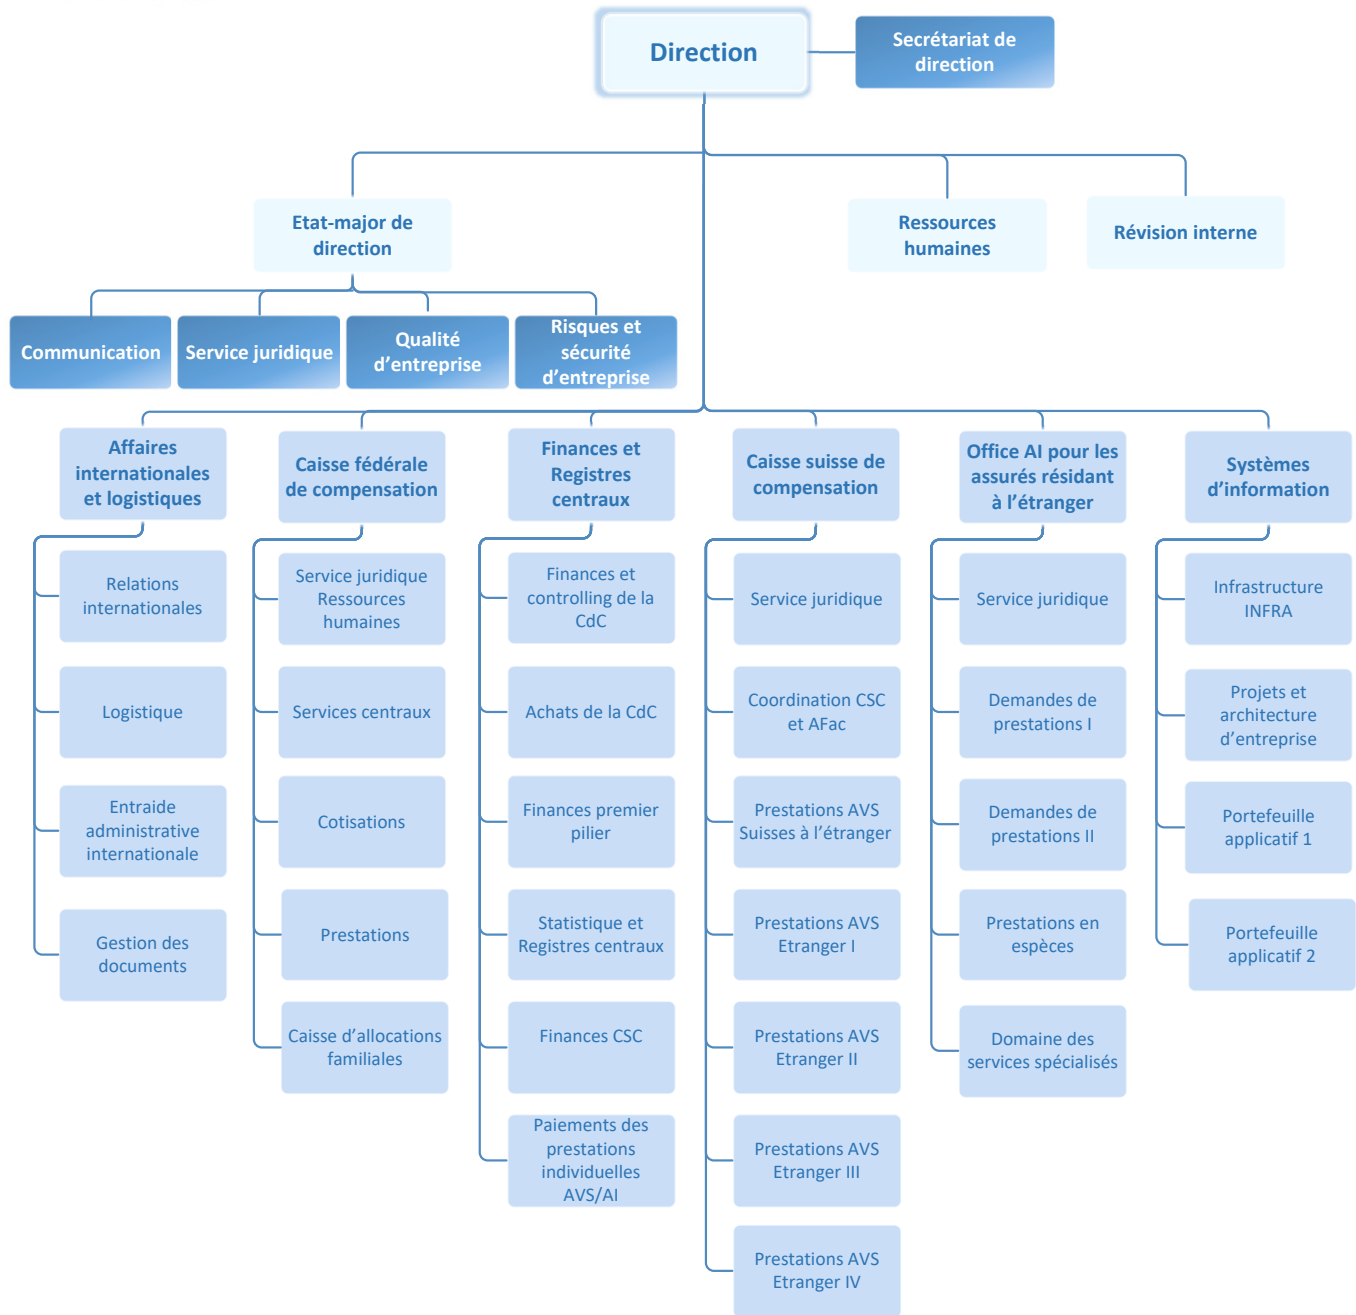 Direction
Secrétariat de
direction
Etat-major de
direction
Ressources
humaines
Révision interne
Communication
Service juridique
Qualité
d’entreprise
Risques et
sécurité
d’entreprise
Affaires
internationales
et logistiques
Caisse fédérale
de compensation
Finances et
Registres
centraux
Caisse suisse de
compensation
Office AI pour les
assurés résidant
à l’étranger
Systèmes
d’information
Relations
internationales
Logistique
Entraide
administrative
internationale
Gestion des
documents
Service juridique
Ressources
humaines
Services centraux
Cotisations
Prestations
Caisse d’allocations
familiales
Finances et
controlling de la
CdC
Achats de la CdC
Finances premier
pilier
Statistique et
Registres centraux
Finances CSC
Paiements des
prestations
individuelles
AVS/AI
Service juridique
Coordination CSC
et AFac
Prestations AVS
Suisses à l’étranger
Prestations AVS
Etranger I
Prestations AVS
Etranger II
Prestations AVS
Etranger III
Prestations AVS
Etranger IV
Service juridique
Demandes de
prestations I
Demandes de
prestations II
Prestations en
espèces
Domaine des
services spécialisés
Infrastructure
INFRA
Projets et
architecture
d’entreprise
Portefeuille
applicatif 1
Portefeuille
applicatif 2